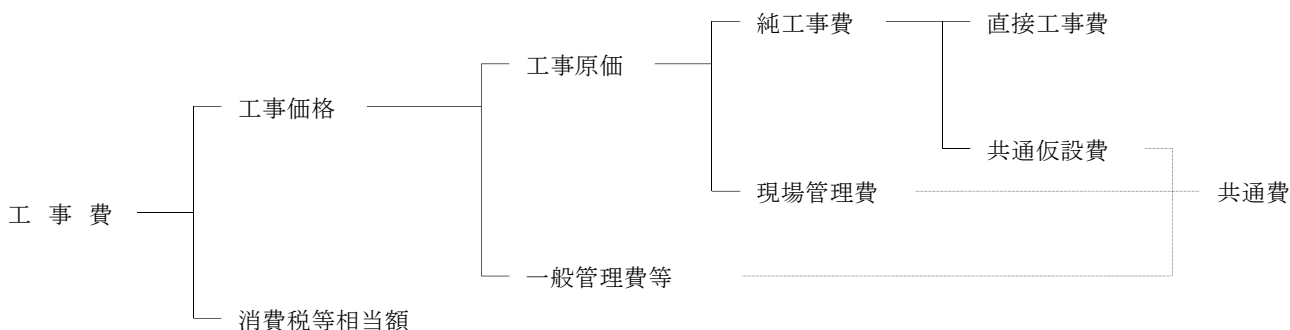 純工事費
直接工事費
工事原価
工事価格
共通仮設費
現場管理費
共通費
工事費
一般管理費等
消費税等相当額